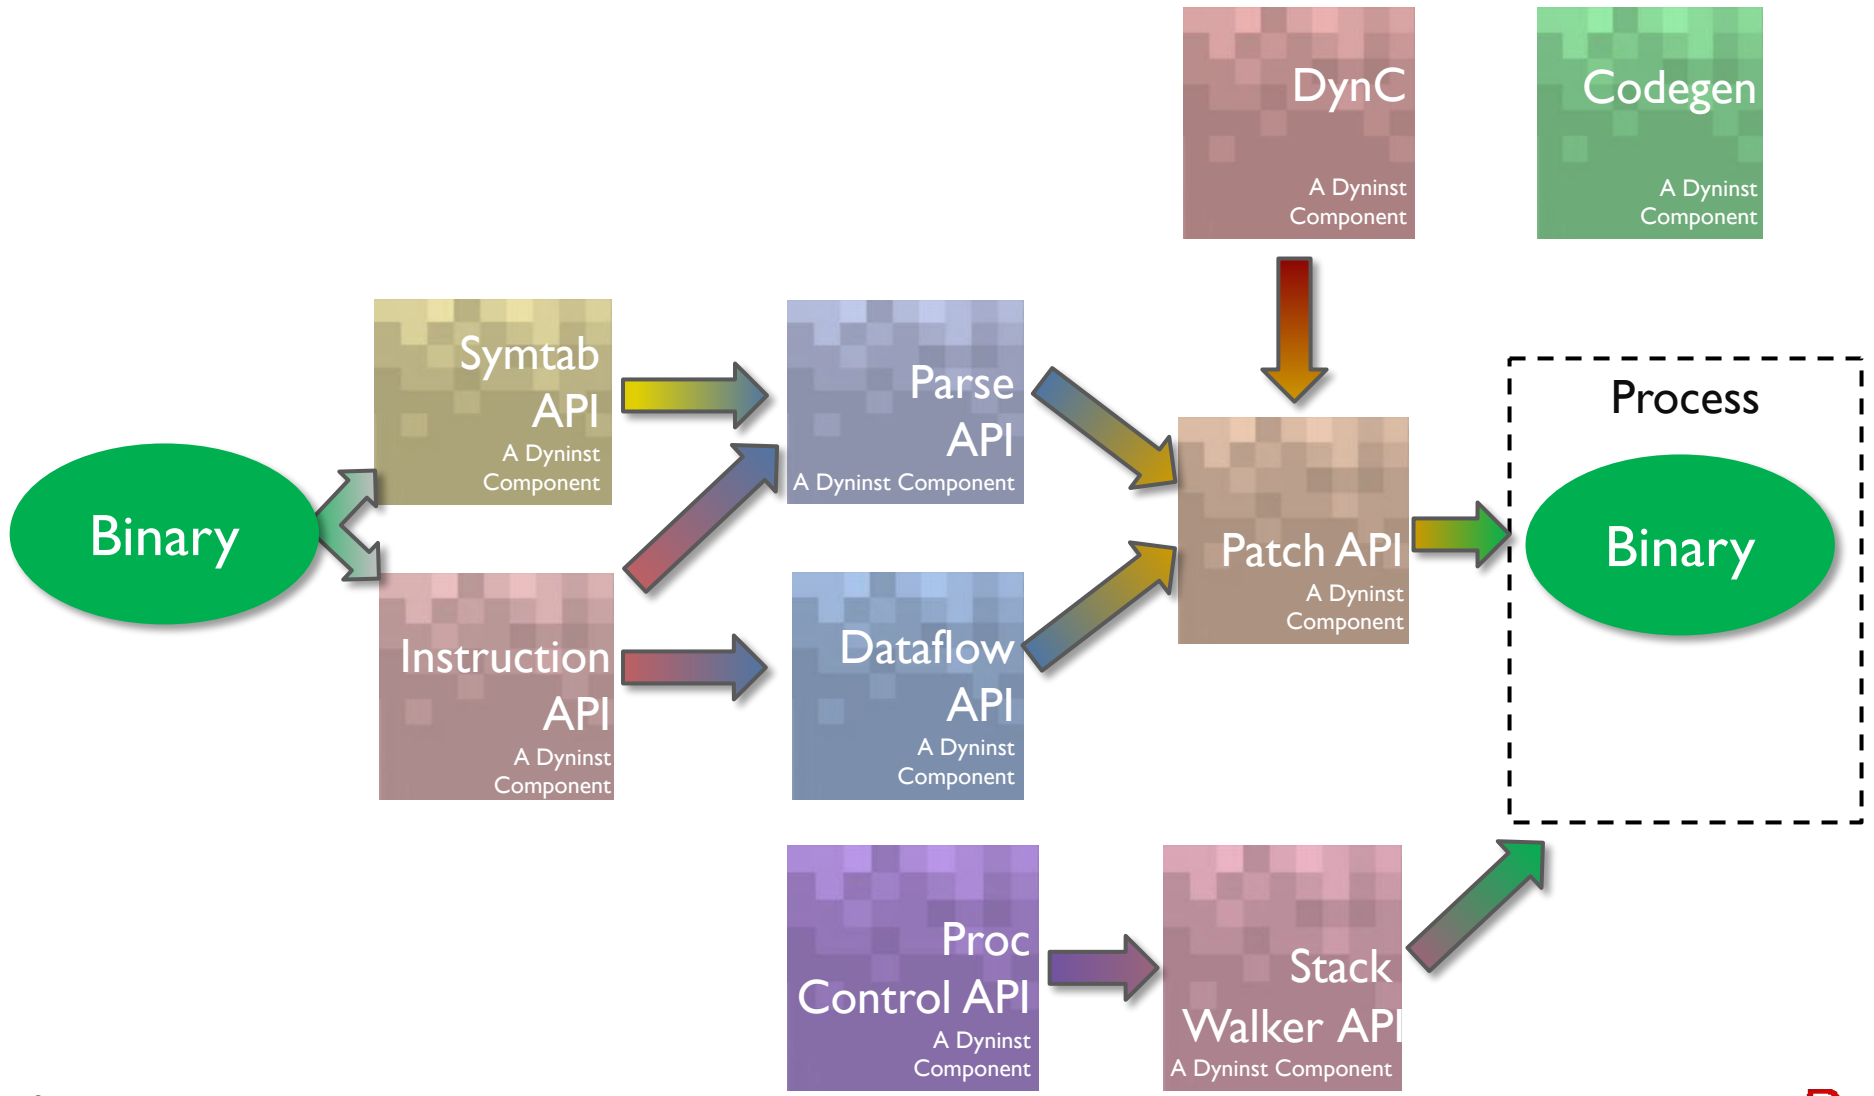 DynC
A Dyninst
Component
Codegen
A Dyninst
Component
Symtab
API
A Dyninst
Component
Parse
API
A Dyninst Component
Process
Binary
Binary
Patch API
A Dyninst
Component
Instruction
API
A Dyninst
Component
Dataflow
API
A Dyninst
Component
Proc
Control API
A Dyninst
Component
Stack
Walker API
A Dyninst Component